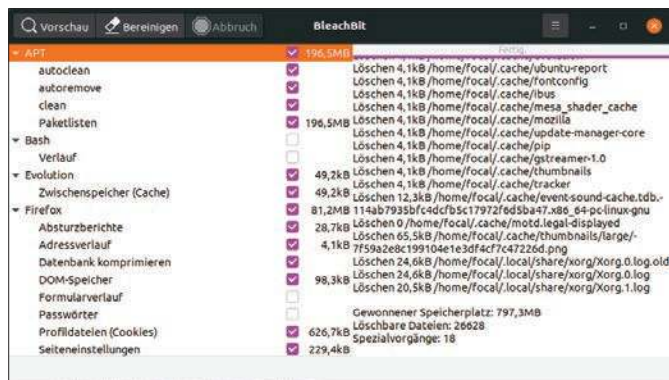 Vorschau Bereinigen Abbruch BleachBit
APT 196,5MB
autoclean
autoremove
clean
Paketlisten 196,5MB
Bash
Verlauf
Evolution 49,2kB
Zwischenspeicher (Cache) 49,2kB
Firefox 81,2MB
Absturzberichte 28,7kB
Adressverlauf 4,1kB
Datenbank komprimieren
DOM-Speicher 98,3kB
Formularverlauf
Passwörter
Profildateien (Cookies) 626,7kB
Seiteneinstellungen 229,4kB
Fertig.
Löschen 4,1kB /home/focal/.cache/ubuntu-report
Löschen 4,1kB /home/focal/.cache/fontconfig
Löschen 4,1kB /home/focal/.cache/ibus
Löschen 4,1kB /home/focal/.cache/mesa_shader_cache
Löschen 4,1kB /home/focal/.cache/mozilla
Löschen 4,1kB /home/focal/.cache/update-manager-core
Löschen 4,1kB /home/focal/.cache/pip
Löschen 4,1kB /home/focal/.cache/gstreamer-1.0
Löschen 4,1kB /home/focal/.cache/thumbnails
Löschen 4,1kB /home/focal/.cache/tracker
Löschen 12,3kB /home/focal/.cache/event-sound-cache.tdb.-
114ab7935bfc4dcfb5c17972f6d5ba47.x86_64-pc-linux-gnu
Löschen 0 /home/focal/.cache/motd.legal-displayed
Löschen 65,5kB /home/focal/.cache/thumbnails/large/-
7f59a2e8c199104e1e3df4cf7c47226d.png
Löschen 24,6kB /home/focal/.local/share/xorg/Xorg.0.log.old
Löschen 24,6kB /home/focal/.local/share/xorg/Xorg.0.log
Löschen 20,5kB /home/focal/.local/share/xorg/Xorg.1.log
Gewonnener Speicherplatz: 797,3MB
Löschbare Dateien: 26628
Spezialvorgänge: 18